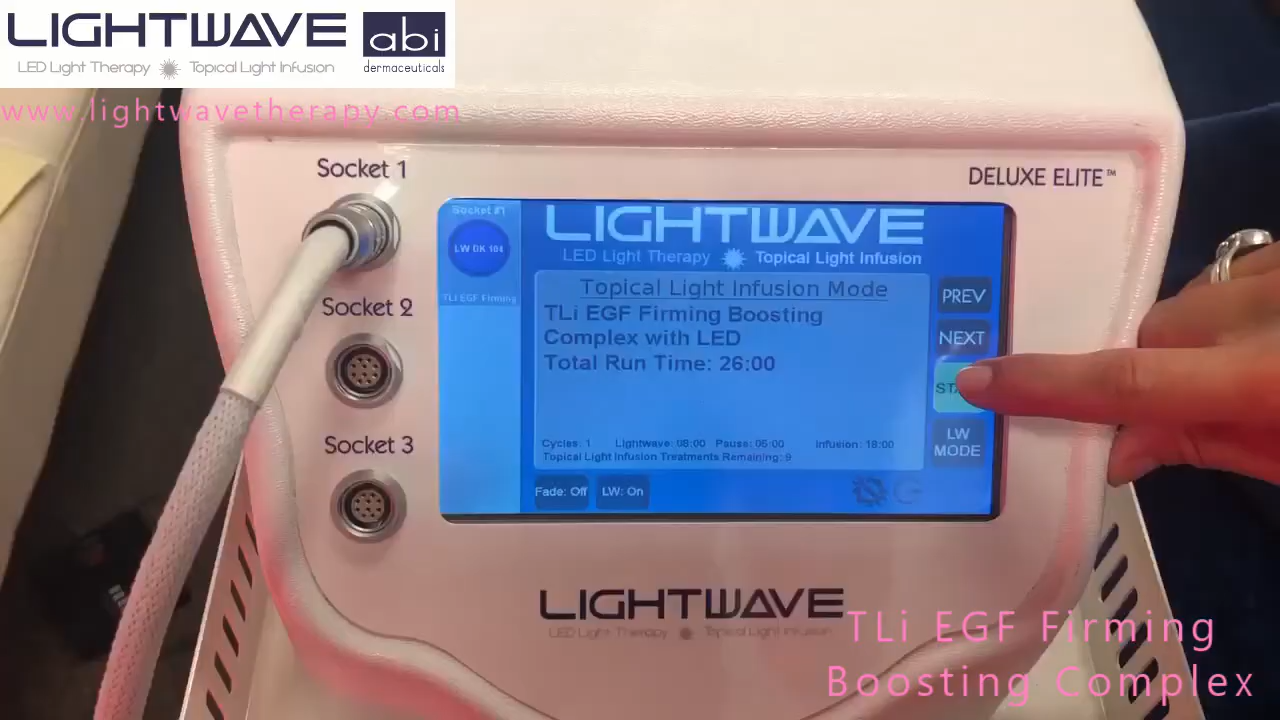 LIGHTWAVE abi
LED Light Therapy Topical Light Infusion dermaceuticals
www.lightwavetherapy.com
Socket 1
DELUXE ELITE™
Socket #1
LIGHTWAVE
LW DK 106
LED Light Therapy Topical Light Infusion
Topical Light Infusion Mode
TLi EGF Firming
PREV
TLi EGF Firming Boosting
Socket 2
Complex with LED
NEXT
Total Run Time: 26:00
LW
MODE
Socket 3
Cycles: 1 Lightwave: 08:00 Pause: 05:00 Infusion: 18:00
Topical Light Infusion Treatments Remaining: 9
Fade: Off LW: On
LIGHTWAVE
LED Light Therapy Topical Light Infusion
TLi EGF Firming
Boosting Complex